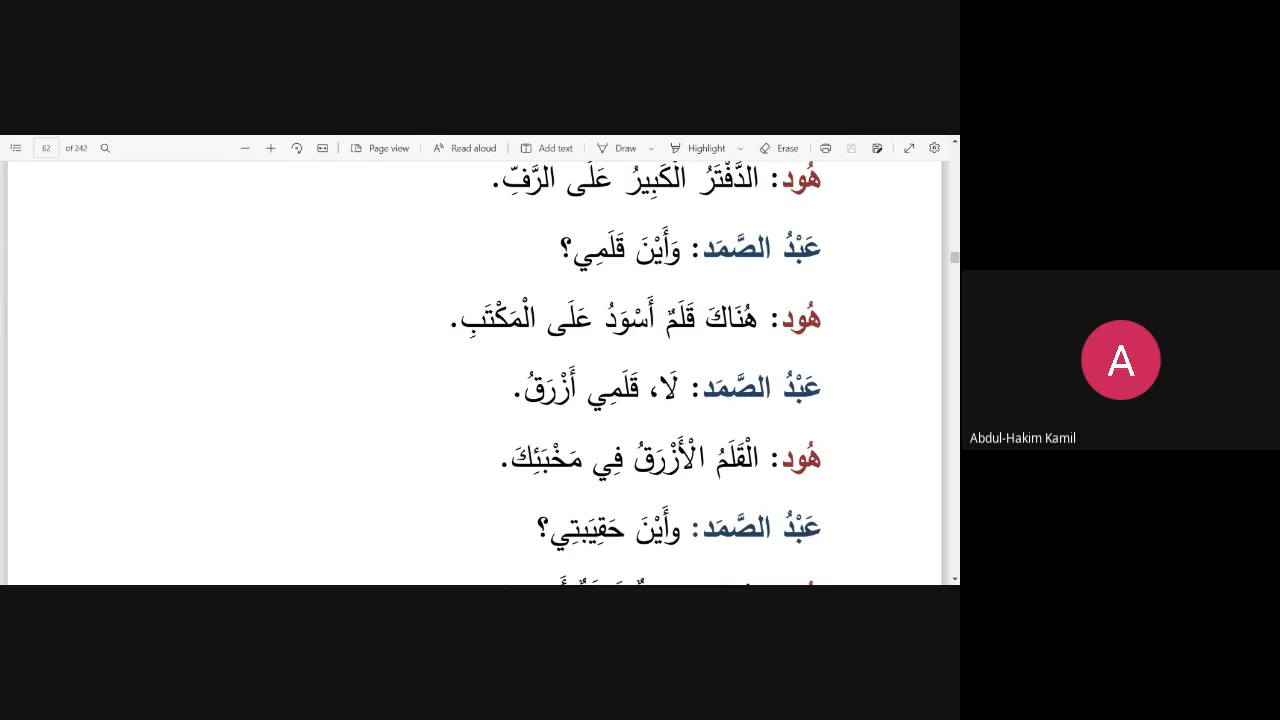 62 of 242 Page view Read aloud Add text Draw Highlight Erase
هُود: الدَّفْتَرُ الْكَبِيرُ عَلَى الرَّفِّ.
عَبْدُ الصَّمَد: وَأَيْنَ قَلَمِي؟
هُود: هُنَاكَ قَلَمٌ أَسْوَدُ عَلَى الْمَكْتَبِ.
عَبْدُ الصَّمَد: لَا، قَلَمِي أَزْرَقُ.
هُود: الْقَلَمُ الْأَزْرَقُ فِي مَخْبَئِكَ.
عَبْدُ الصَّمَد: وأَيْنَ حَقِيَبتِي؟
A
Abdul-Hakim Kamil